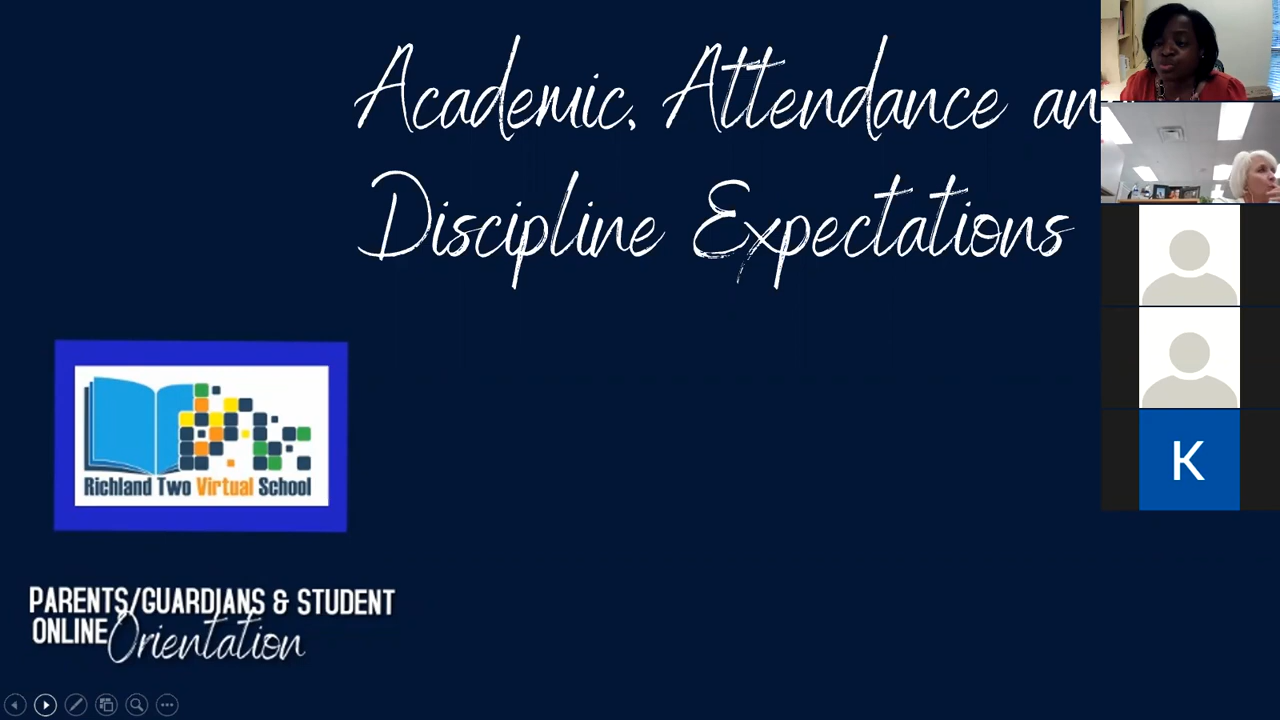 Academic, Attendance an
Discipline Expectations
Richland Two Virtual School
PARENTS/GUARDIANS & STUDENT
ONLINE Orientation
K